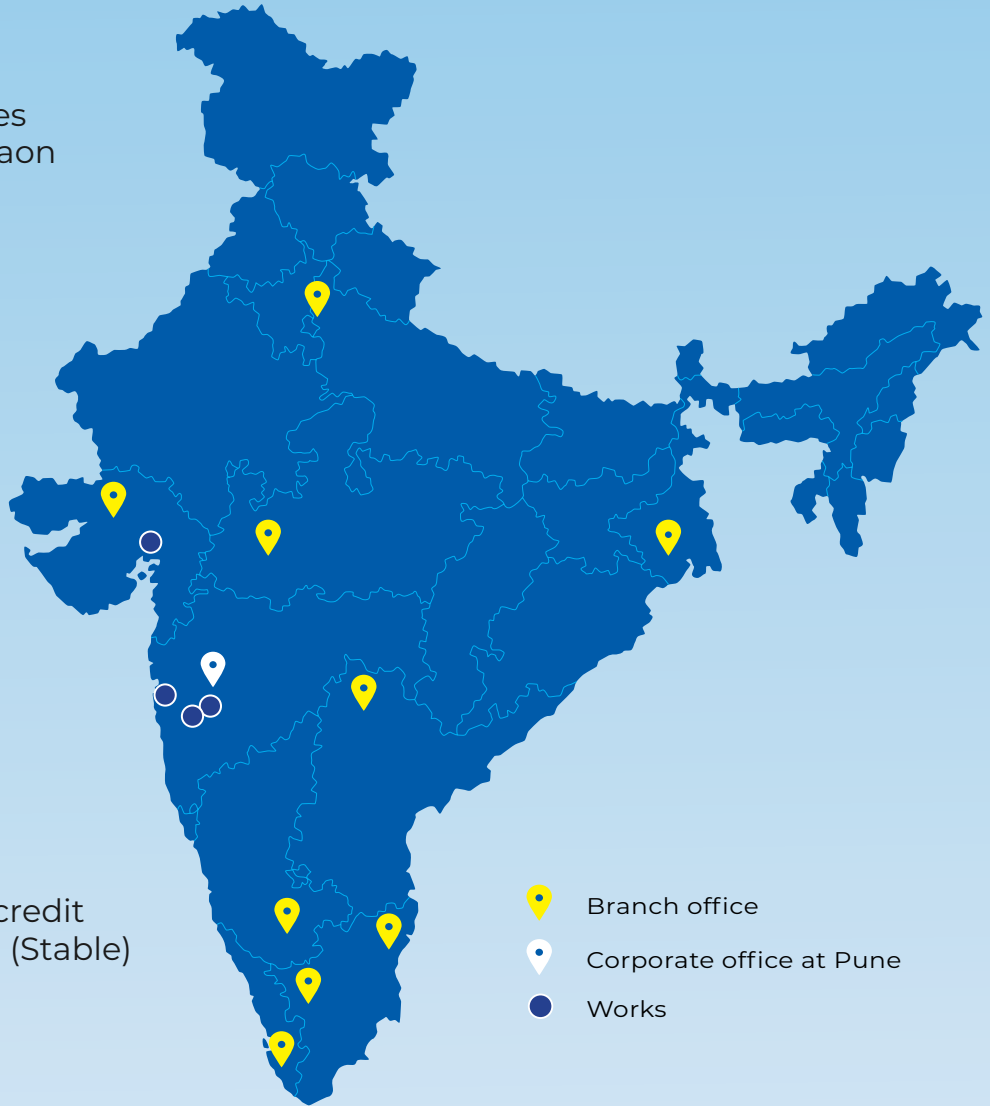 es
aon
credit
(Stable)
Branch office
Corporate office at Pune
Works